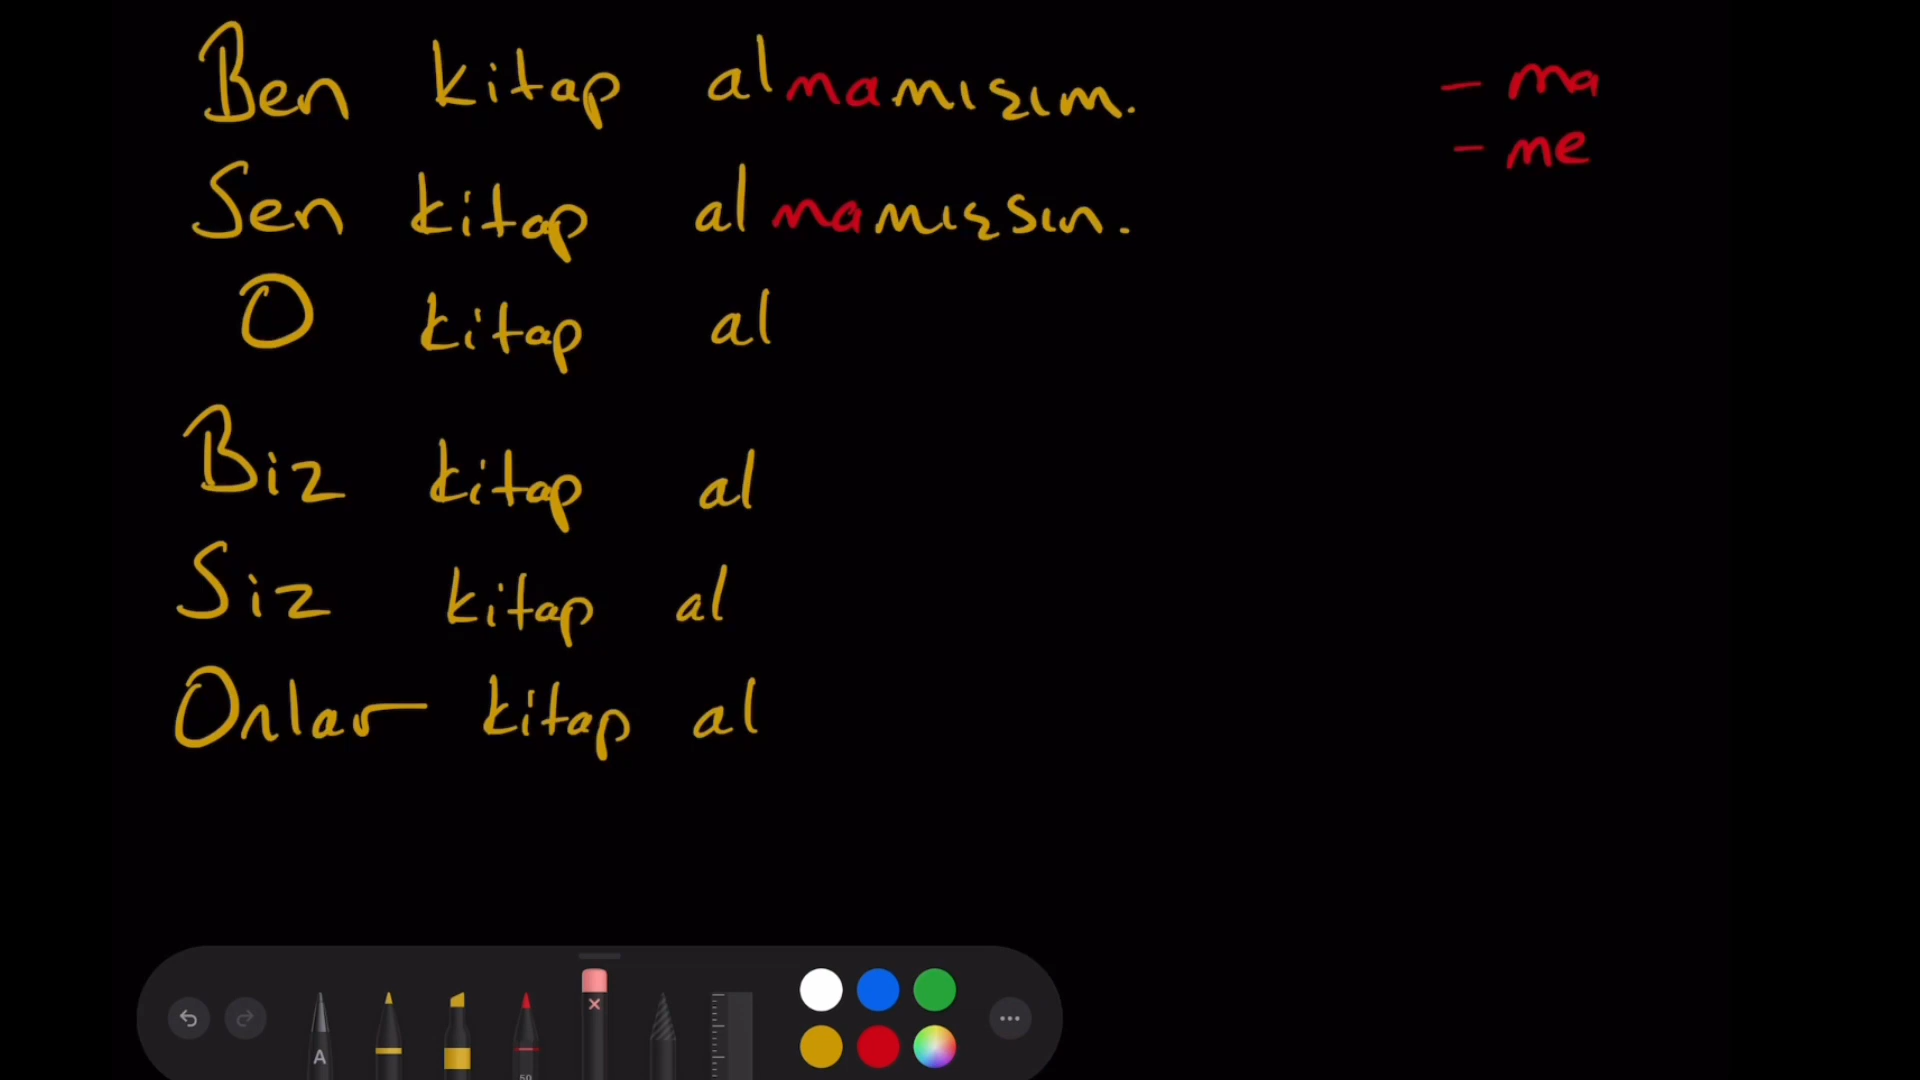 Ben kitap almamışım.
- ma
- me
Sen kitap almamışsın.
O kitap al
Biz kitap al
Siz kitap al
Onlar kitap al
A
50